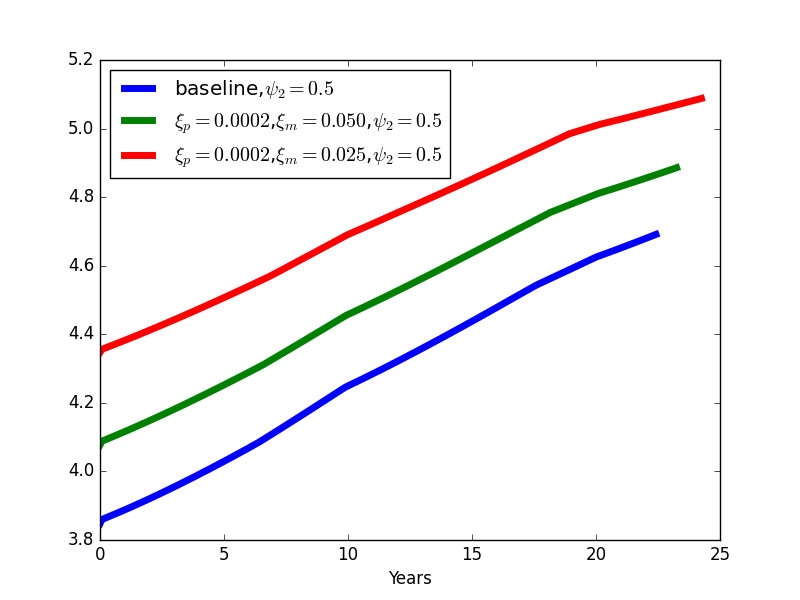 5.2
5.0
4.8
4.6
4.4
4.2
4.0
3.8
baseline,ψ₂ = 0.5
ξₚ = 0.0002,ξₘ = 0.050,ψ₂ = 0.5
ξₚ = 0.0002,ξₘ = 0.025,ψ₂ = 0.5
0 5 10 15 20 25
Years